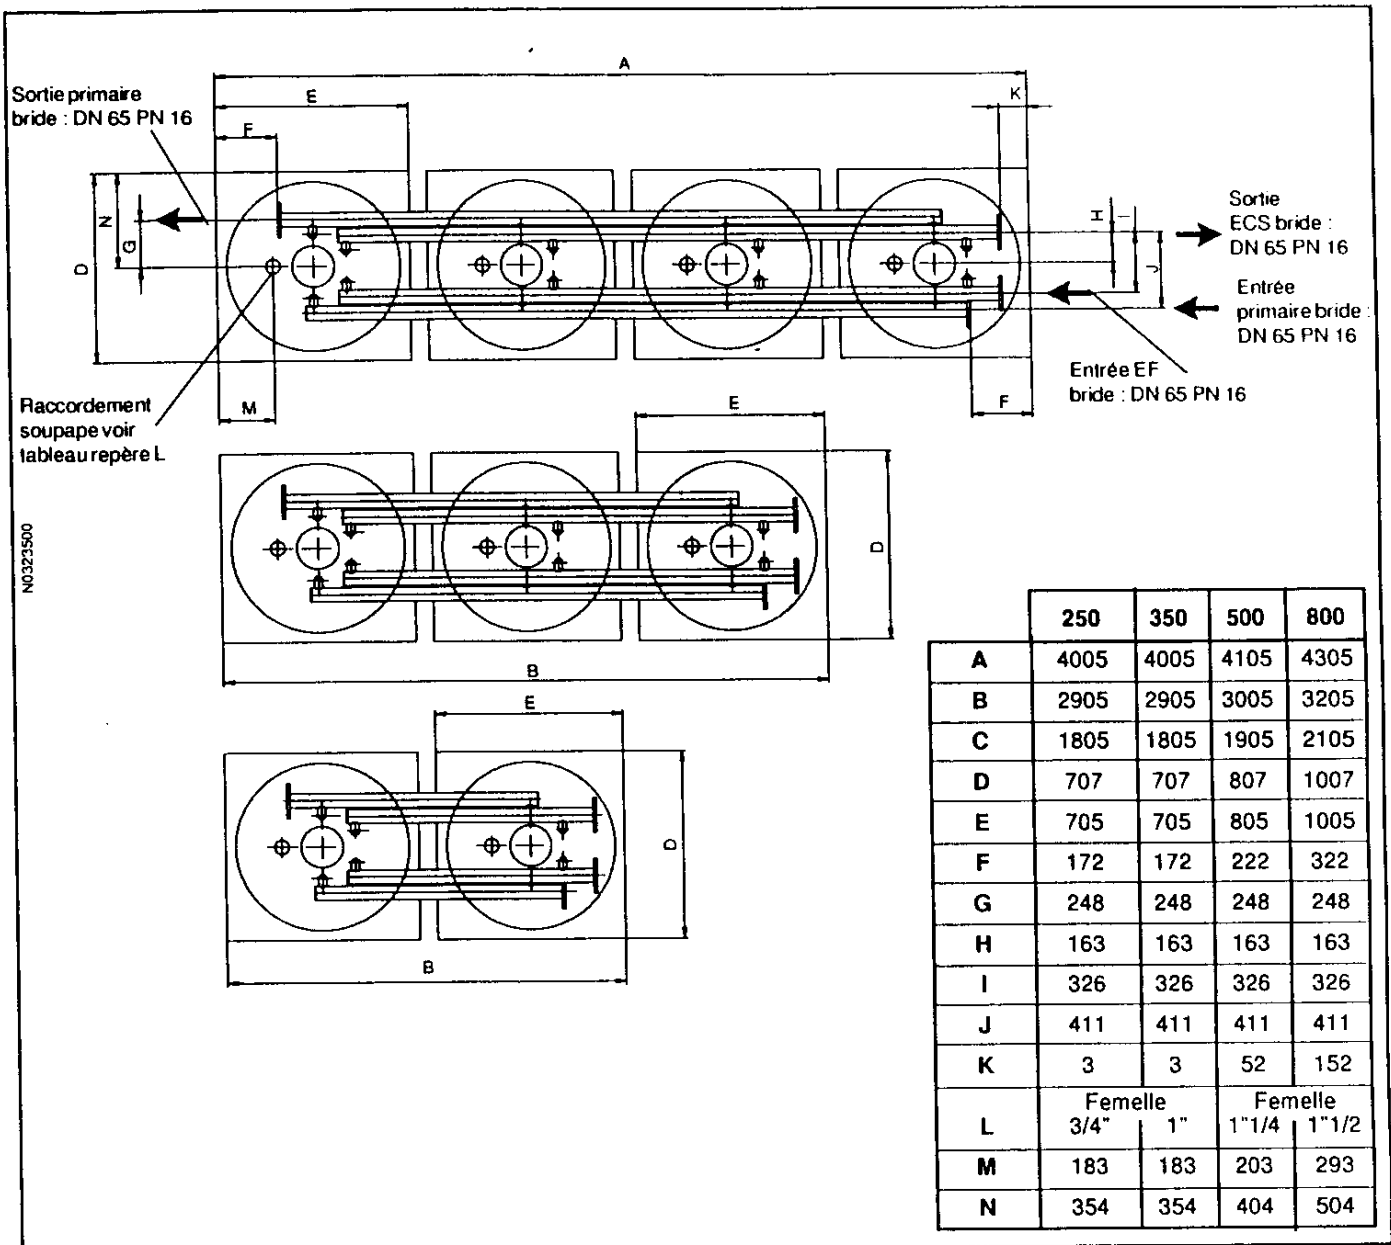 A
Sortie primaire
bride : DN 65 PN 16
E
K
F
N
G
D
H
I
J
Sortie
ECS bride :
DN 65 PN 16
Entrée
primaire bride :
DN 65 PN 16
Entrée EF
bride : DN 65 PN 16
M
F
Raccordement
soupape voir
tableau repère L
E
D
N0323500
B
E
D
B
250 350 500 800
A 4005 4005 4105 4305
B 2905 2905 3005 3205
C 1805 1805 1905 2105
D 707 707 807 1007
E 705 705 805 1005
F 172 172 222 322
G 248 248 248 248
H 163 163 163 163
I 326 326 326 326
J 411 411 411 411
K 3 3 52 152
Femelle Femelle
L 3/4" 1" 1"1/4 1"1/2
M 183 183 203 293
N 354 354 404 504